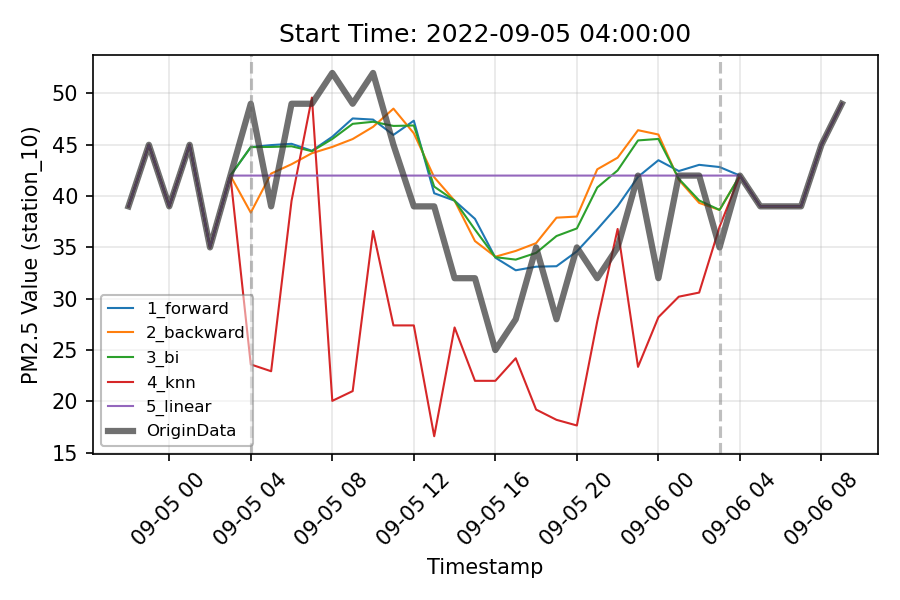 Start Time: 2022-09-05 04:00:00
PM2.5 Value (station_10)
50
45
40
35
30
25
20
15
1_forward
2_backward
3_bi
4_knn
5_linear
OriginData
09-05 00
09-05 04
09-05 08
09-05 12
09-05 16
09-05 20
09-06 00
09-06 04
09-06 08
Timestamp